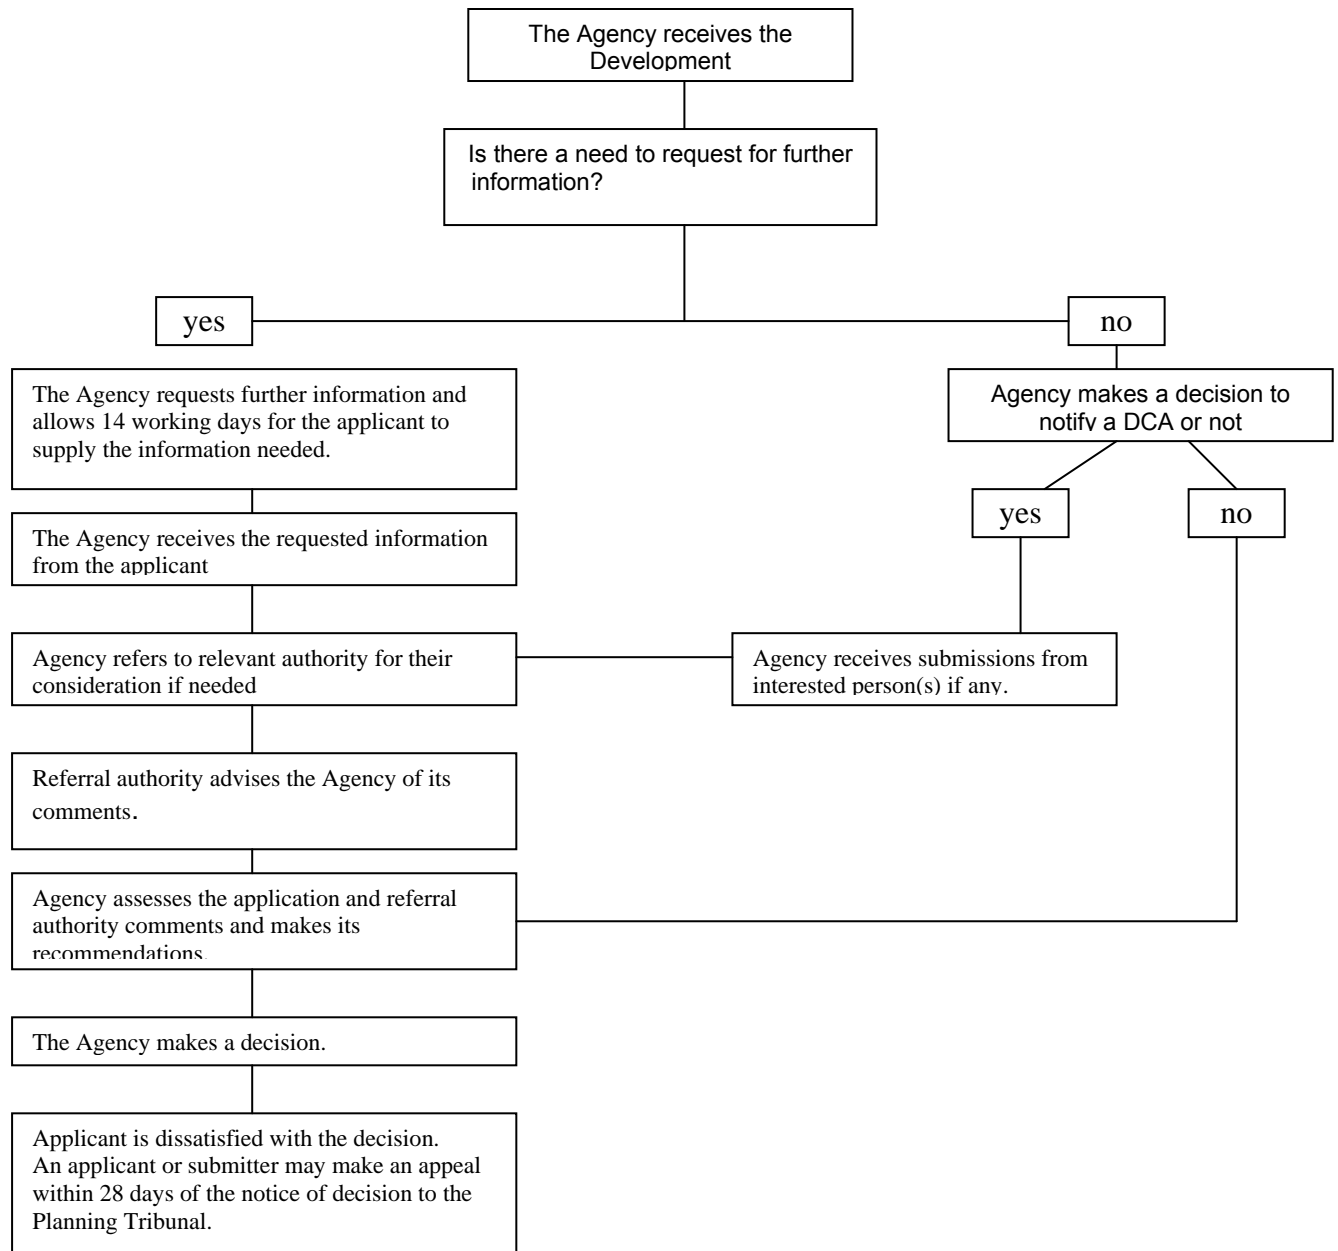 The Agency receives the
Development
Is there a need to request for further
information?
yes
no
The Agency requests further information and
allows 14 working days for the applicant to
supply the information needed.
Agency makes a decision to
notify a DCA or not
yes
no
The Agency receives the requested information
from the applicant
Agency refers to relevant authority for their
consideration if needed
Agency receives submissions from
interested person(s) if any.
Referral authority advises the Agency of its
comments.
Agency assesses the application and referral
authority comments and makes its
recommendations.
The Agency makes a decision.
Applicant is dissatisfied with the decision.
An applicant or submitter may make an appeal
within 28 days of the notice of decision to the
Planning Tribunal.